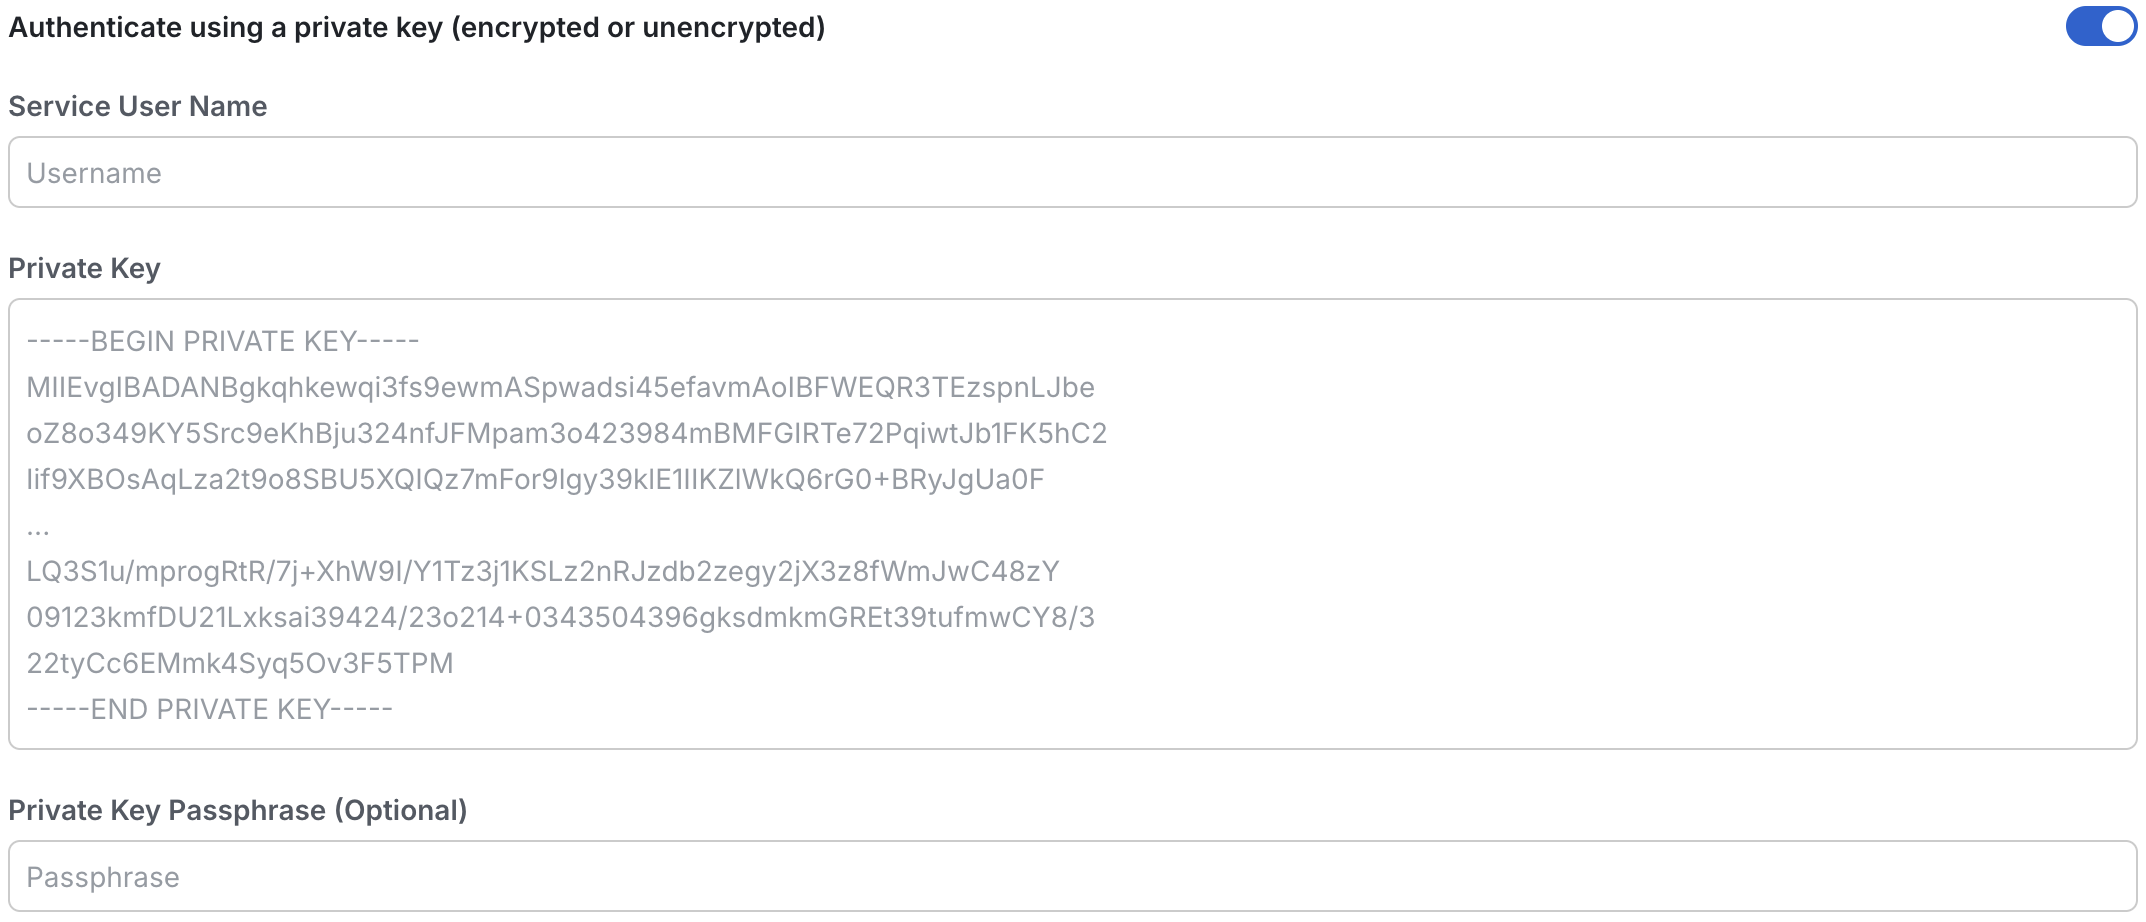 Authenticate using a private key (encrypted or unencrypted)
Service User Name
Username
Private Key
-----BEGIN PRIVATE KEY-----
MIIEvgIBADANBgkqhkewqi3fs9ewmASpwadsi45efavmAoIBFWEQR3TEzspnLJbe
oZ8o349KY5Src9eKhBju324nfJFMpam3o423984mBMFGIRTe72PqiwtJb1FK5hC2
Iif9XBOsAqLza2t9o8SBU5XQIQz7mFor9Igy39klE1IIKZlWkQ6rG0+BRyJgUa0F
...
LQ3S1u/mprogRtR/7j+XhW9I/Y1Tz3j1KSLz2nRJzdb2zegy2jX3z8fWmJwC48zY
09123kmfDU21Lxksai39424/23o214+0343504396gksdmkmGREt39tufmwCY8/3
22tyCc6EMmk4Syq5Ov3F5TPM
-----END PRIVATE KEY-----
Private Key Passphrase (Optional)
Passphrase